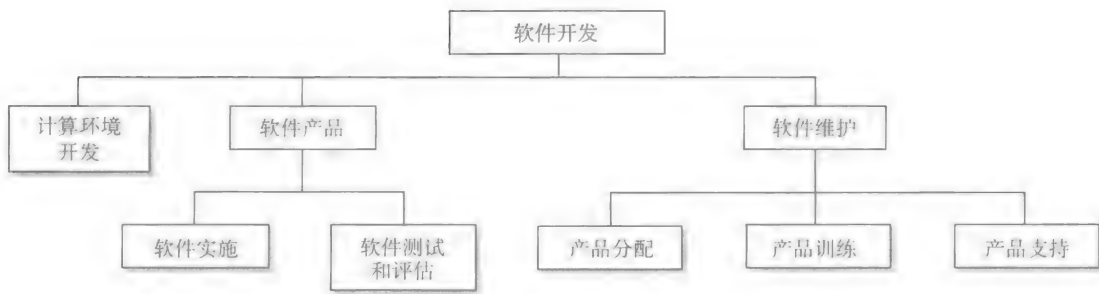 软件开发
计算环境
开发
软件产品
软件维护
软件实施
软件测试
和评估
产品分配
产品训练
产品支持